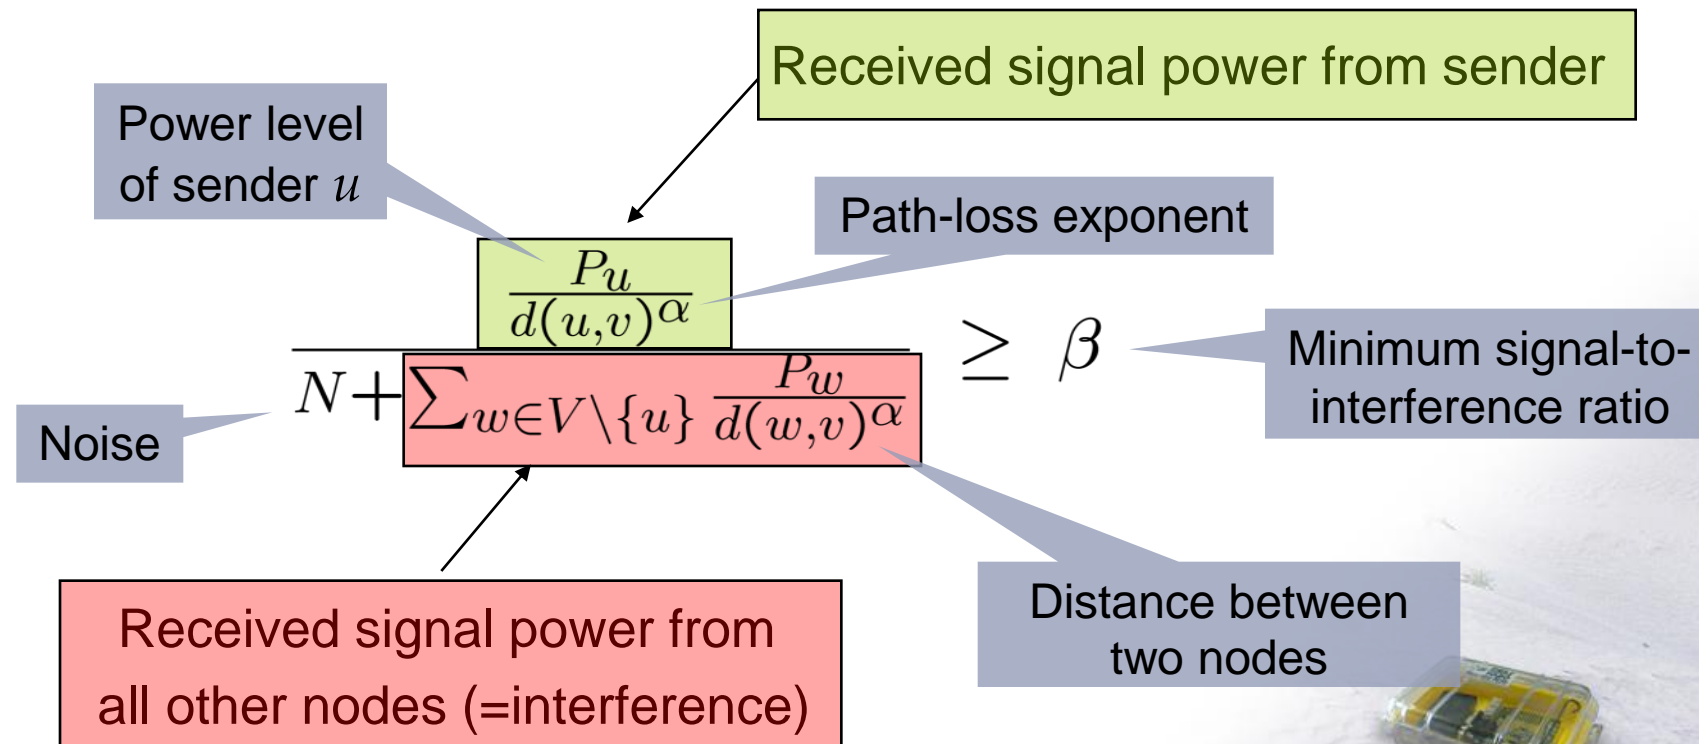 Received signal power from sender
Power level
of sender u
Path-loss exponent
P_u
d(u,v)^α
≥ β
N+ ∑_{w∈V\{u}} P_w
d(w,v)^α
Minimum signal-to-
interference ratio
Noise
Distance between
two nodes
Received signal power from
all other nodes (=interference)